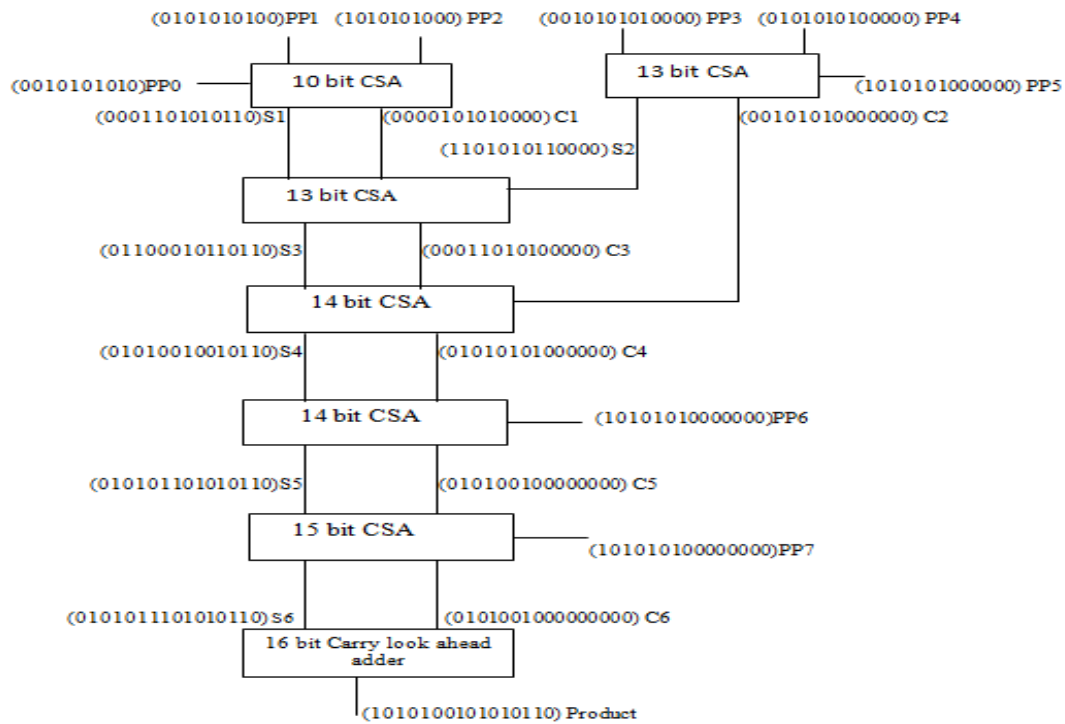 (0101010100)PP1 (1010101000) PP2 (0010101010000) PP3 (0101010100000) PP4
(0010101010)PP0 10 bit CSA 13 bit CSA (1010101000000) PP5
(0001101010110)S1 (0000101010000) C1 (00101010000000) C2
(1101010110000) S2
13 bit CSA
(01100010110110)S3 (00011010100000) C3
14 bit CSA
(01010010010110)S4 (01010101000000) C4
14 bit CSA (10101010000000)PP6
(010101101010110)S5 (010100100000000) C5
15 bit CSA
(101010100000000)PP7
(0101011101010110)S6 (0101001000000000) C6
16 bit Carry look ahead
adder
(1010100101010110) Product